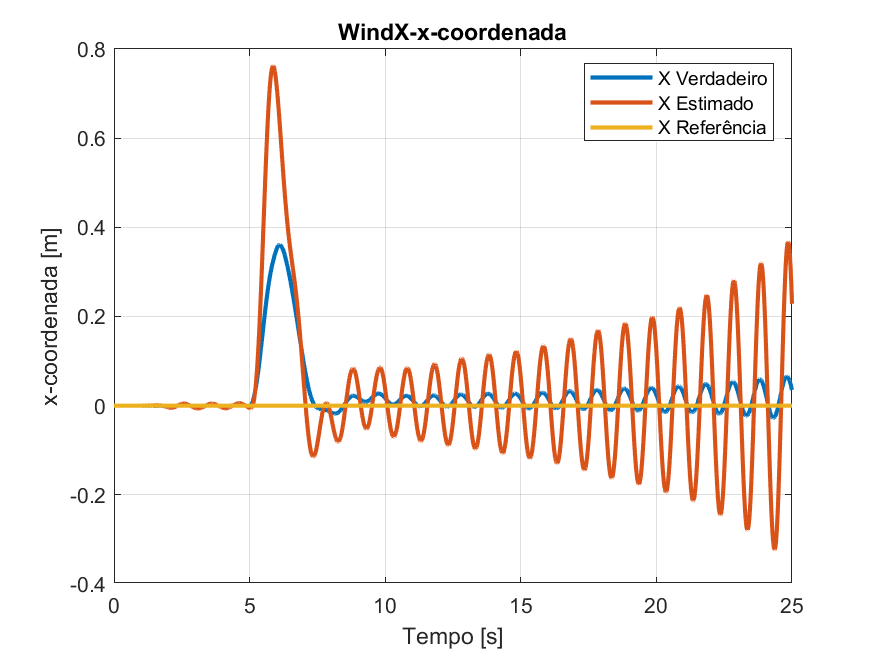 WindX-x-coordenada
X Verdadeiro
X Estimado
X Referência
0.8
0.6
0.4
0.2
0
-0.2
-0.4
x-coordenada [m]
0 5 10 15 20 25
Tempo [s]